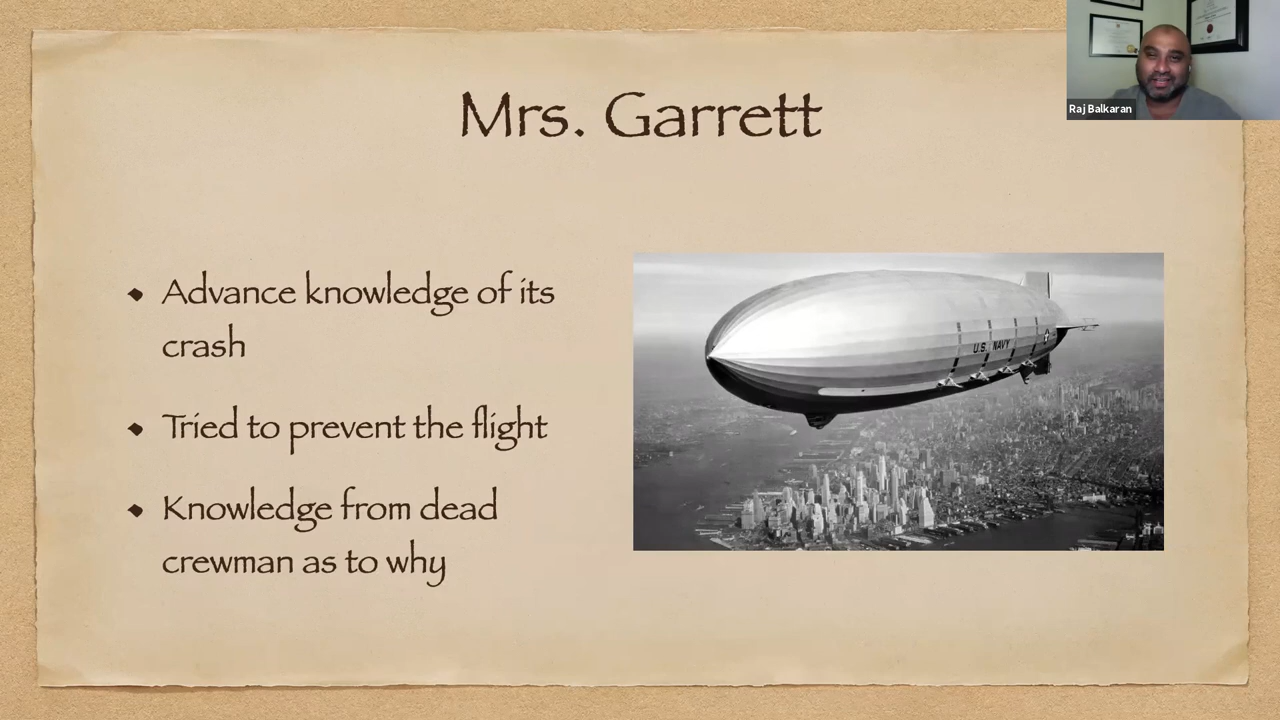 Raj Balkaran
Mrs. Garrett
• Advance knowledge of its
crash
• Tried to prevent the flight
• Knowledge from dead
crewman as to why
U.S. NAVY